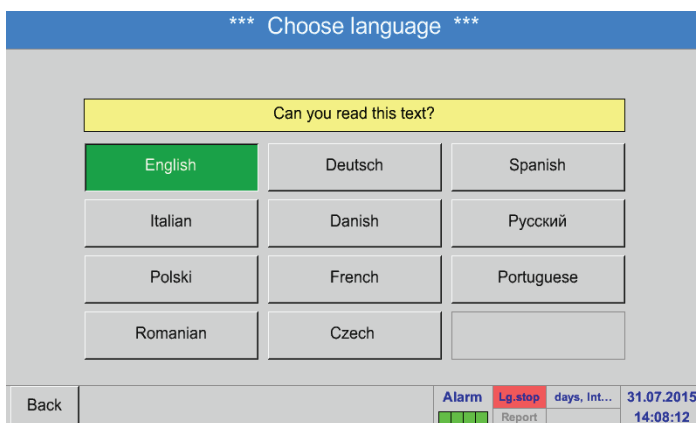 *** Choose language ***
Can you read this text?
English Deutsch Spanish
Italian Danish Русский
Polski French Portuguese
Romanian Czech
Back Alarm Lg.stop days, Int... 31.07.2015
Report 14:08:12